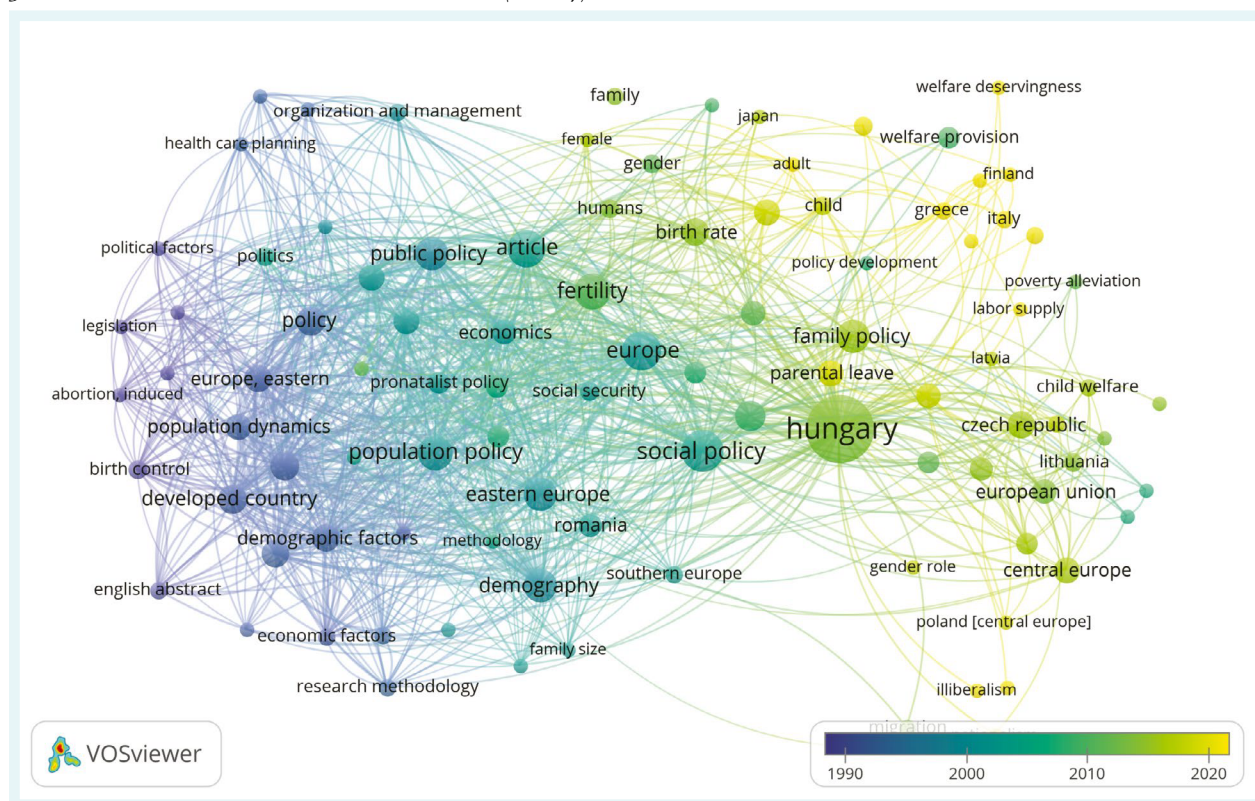 welfare deservingness
family
organization and management
japan
health care planning
female
welfare provision
gender
adult
finland
humans
child
greece
italy
birth rate
political factors
politics
public policy
article
policy development
poverty alleviation
fertility
labor supply
legislation
policy
economics
family policy
europe
latvia
parental leave
europe, eastern
pronatalist policy
social security
child welfare
abortion, induced
population dynamics
hungary
czech republic
population policy
social policy
birth control
lithuania
developed country
eastern europe
european union
romania
demographic factors
methodology
southern europe
gender role
central europe
english abstract
demography
poland [central europe]
economic factors
family size
research methodology
illiberalism
migration
VOSviewer
1990
2000
2010
2020